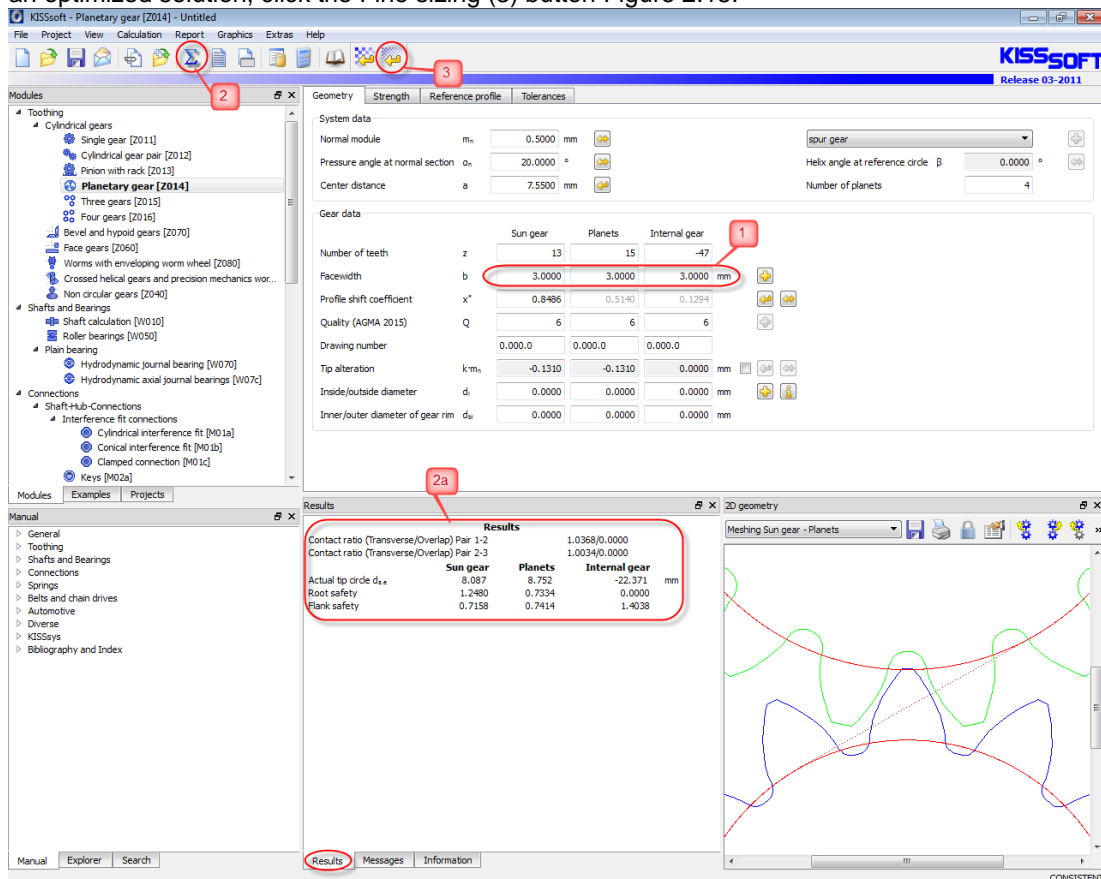 an optimized solution, click the Fine sizing (3) button Figure 2.18.
KISSsoft - Planetary gear [Z014] - Untitled
File Project View Calculation Report Graphics Extras Help
KISSsoft
Release 03-2011
2
3
Modules
Toothing
Cylindrical gears
Single gear [Z011]
Cylindrical gear pair [Z012]
Pinion with rack [Z013]
Planetary gear [Z014]
Three gears [Z015]
Four gears [Z016]
Bevel and hypoid gears [Z070]
Face gears [Z060]
Worms with enveloping worm wheel [Z080]
Crossed helical gears and precision mechanics wor...
Non circular gears [Z040]
Shafts and Bearings
Shaft calculation [W010]
Roller bearings [W050]
Plain bearing
Hydrodynamic journal bearing [W070]
Hydrodynamic axial journal bearings [W07c]
Connections
Shaft-Hub-Connections
Interference fit connections
Cylindrical interference fit [M01a]
Conical interference fit [M01b]
Clamped connection [M01c]
Keys [M02a]
Modules Examples Projects
Manual
General
Toothing
Shafts and Bearings
Connections
Springs
Belts and chain drives
Automotive
Diverse
KISSsys
Bibliography and Index
Manual Explorer Search
Geometry Strength Reference profile Tolerances
System data
Normal module mn 0.5000 mm spur gear
Pressure angle at normal section αn 20.0000 ° Helix angle at reference circle β 0.0000 °
Center distance a 7.5500 mm Number of planets 4
Gear data
1
Sun gear Planets Internal gear
Number of teeth z 13 15 -47
Facewidth b 3.0000 3.0000 3.0000 mm
Profile shift coefficient x* 0.8486 0.5140 0.1294
Quality (AGMA 2015) Q 6 6 6
Drawing number 0.000.0 0.000.0 0.000.0
Tip alteration k*mn -0.1310 -0.1310 0.0000 mm
Inside/outside diameter di 0.0000 0.0000 0.0000 mm
Inner/outer diameter of gear rim dbi 0.0000 0.0000 0.0000 mm
2a
Results
Results
Contact ratio (Transverse/Overlap) Pair 1-2 1.0368/0.0000
Contact ratio (Transverse/Overlap) Pair 2-3 1.0034/0.0000
Sun gear Planets Internal gear
Actual tip circle da.e 8.087 8.752 -22.371 mm
Root safety 1.2480 0.7334 0.0000
Flank safety 0.7158 0.7414 1.4038
Results Messages Information
2D geometry
Meshing Sun gear - Planets
CONSISTENT